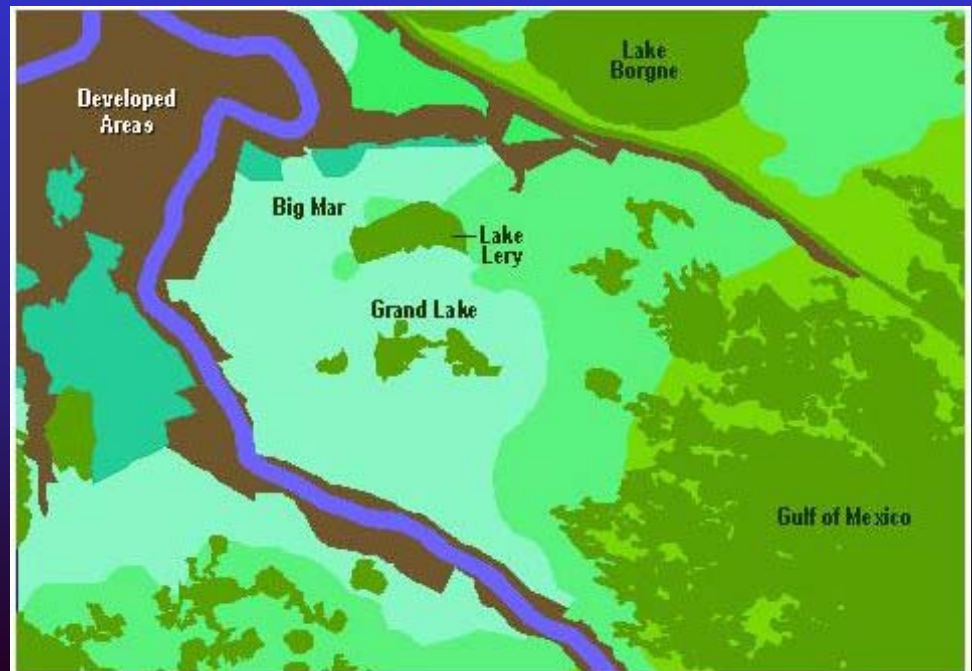 Lake
Borgne
Developed
Areas
Big Mar
Lake
Lery
Grand Lake
Gulf of Mexico